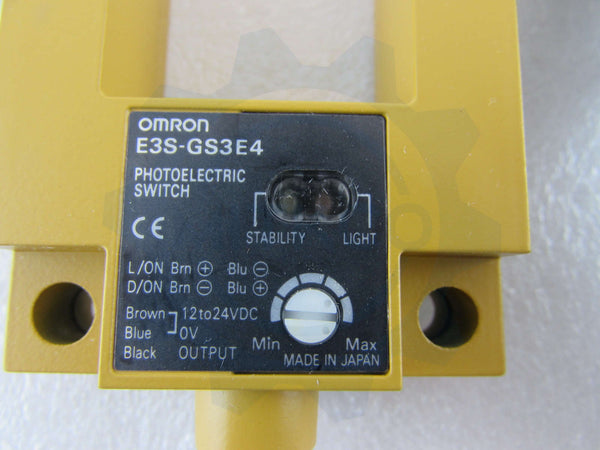 OMRON
E3S-GS3E4
PHOTOELECTRIC
SWITCH
CE
STABILITY LIGHT
L/ON Brn ⊕ Blu ⊖
D/ON Brn ⊖ Blu ⊕
Brown 12to24VDC
Blue 0V
Black OUTPUT
Min Max
MADE IN JAPAN